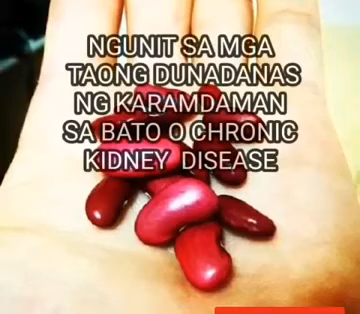 NGUNIT SA MGA
TAONG DUNADANAS
NG KARAMDAMAN
SA BATO O CHRONIC
KIDNEY DISEASE